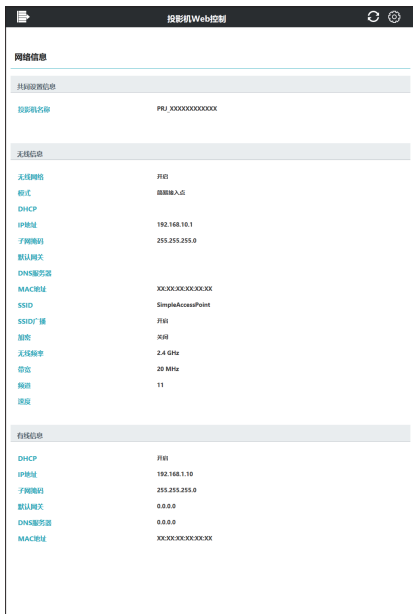 投影机Web控制
网络信息
共同设置信息
投影机名称 PRJ_XXXXXXXXXXXX
无线信息
无线网络 开启
模式 简易接入点
DHCP
IP地址 192.168.10.1
子网掩码 255.255.255.0
默认网关
DNS服务器
MAC地址 XX:XX:XX:XX:XX:XX
SSID SimpleAccessPoint
SSID广播 开启
加密 关闭
无线频率 2.4 GHz
带宽 20 MHz
频道 11
速度
有线信息
DHCP 开启
IP地址 192.168.1.10
子网掩码 255.255.255.0
默认网关 0.0.0.0
DNS服务器 0.0.0.0
MAC地址 XX:XX:XX:XX:XX:XX